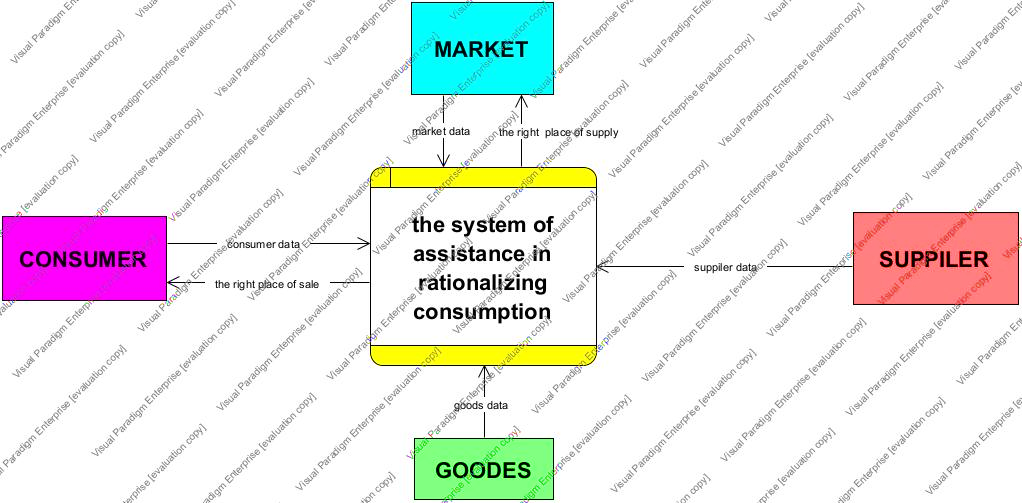 MARKET
market data
the right place of supply
the system of
assistance in
rationalizing
consumption
CONSUMER
consumer data
the right place of sale
SUPPILER
suppiler data
goods data
GOODES
Visual Paradigm Enterprise [evaluation copy]